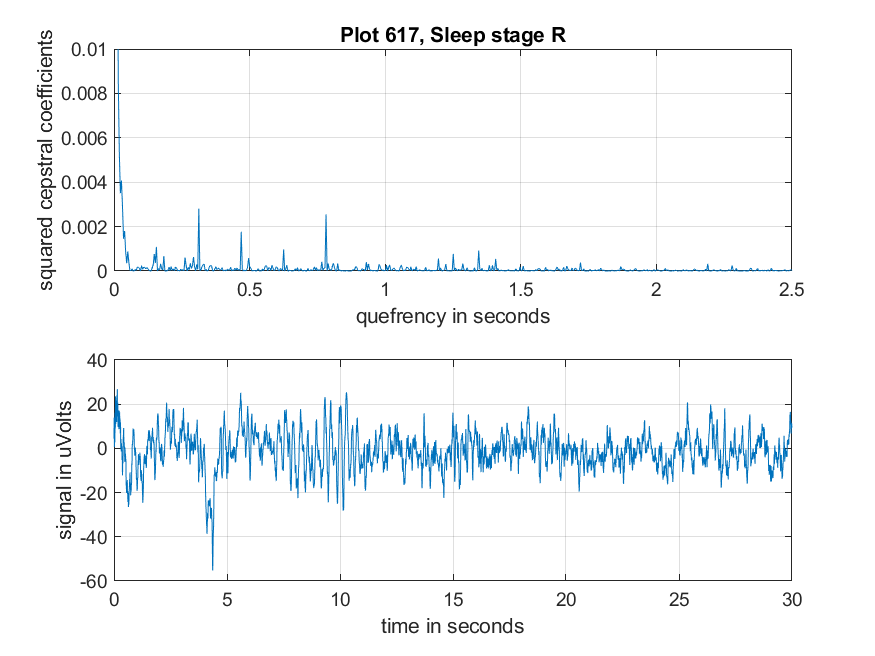 Plot 617, Sleep stage R
squared cepstral coefficients
0.01
0.008
0.006
0.004
0.002
0
0 0.5 1 1.5 2 2.5
quefrency in seconds
signal in uVolts
40
20
0
-20
-40
-60
0 5 10 15 20 25 30
time in seconds